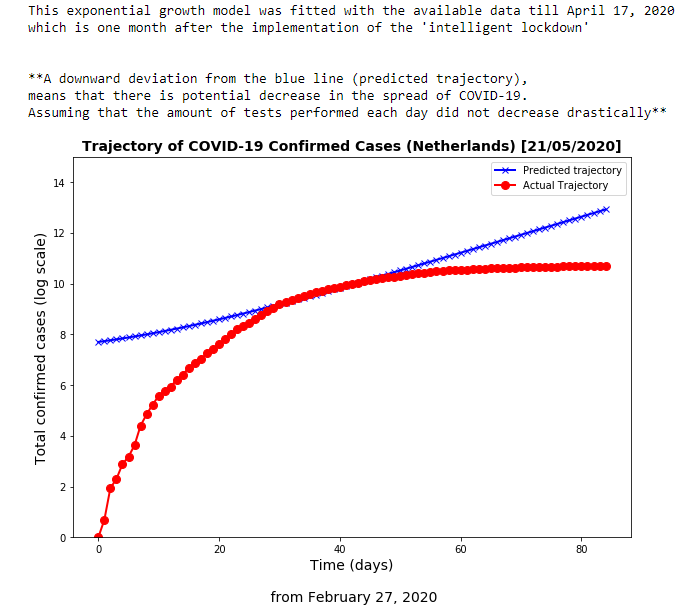 This exponential growth model was fitted with the available data till April 17, 2020
which is one month after the implementation of the 'intelligent lockdown'
**A downward deviation from the blue line (predicted trajectory),
means that there is potential decrease in the spread of COVID-19.
Assuming that the amount of tests performed each day did not decrease drastically**
Trajectory of COVID-19 Confirmed Cases (Netherlands) [21/05/2020]
Predicted trajectory
Actual Trajectory
Total confirmed cases (log scale)
14
12
10
8
6
4
2
0
0
20
40
60
80
Time (days)
from February 27, 2020